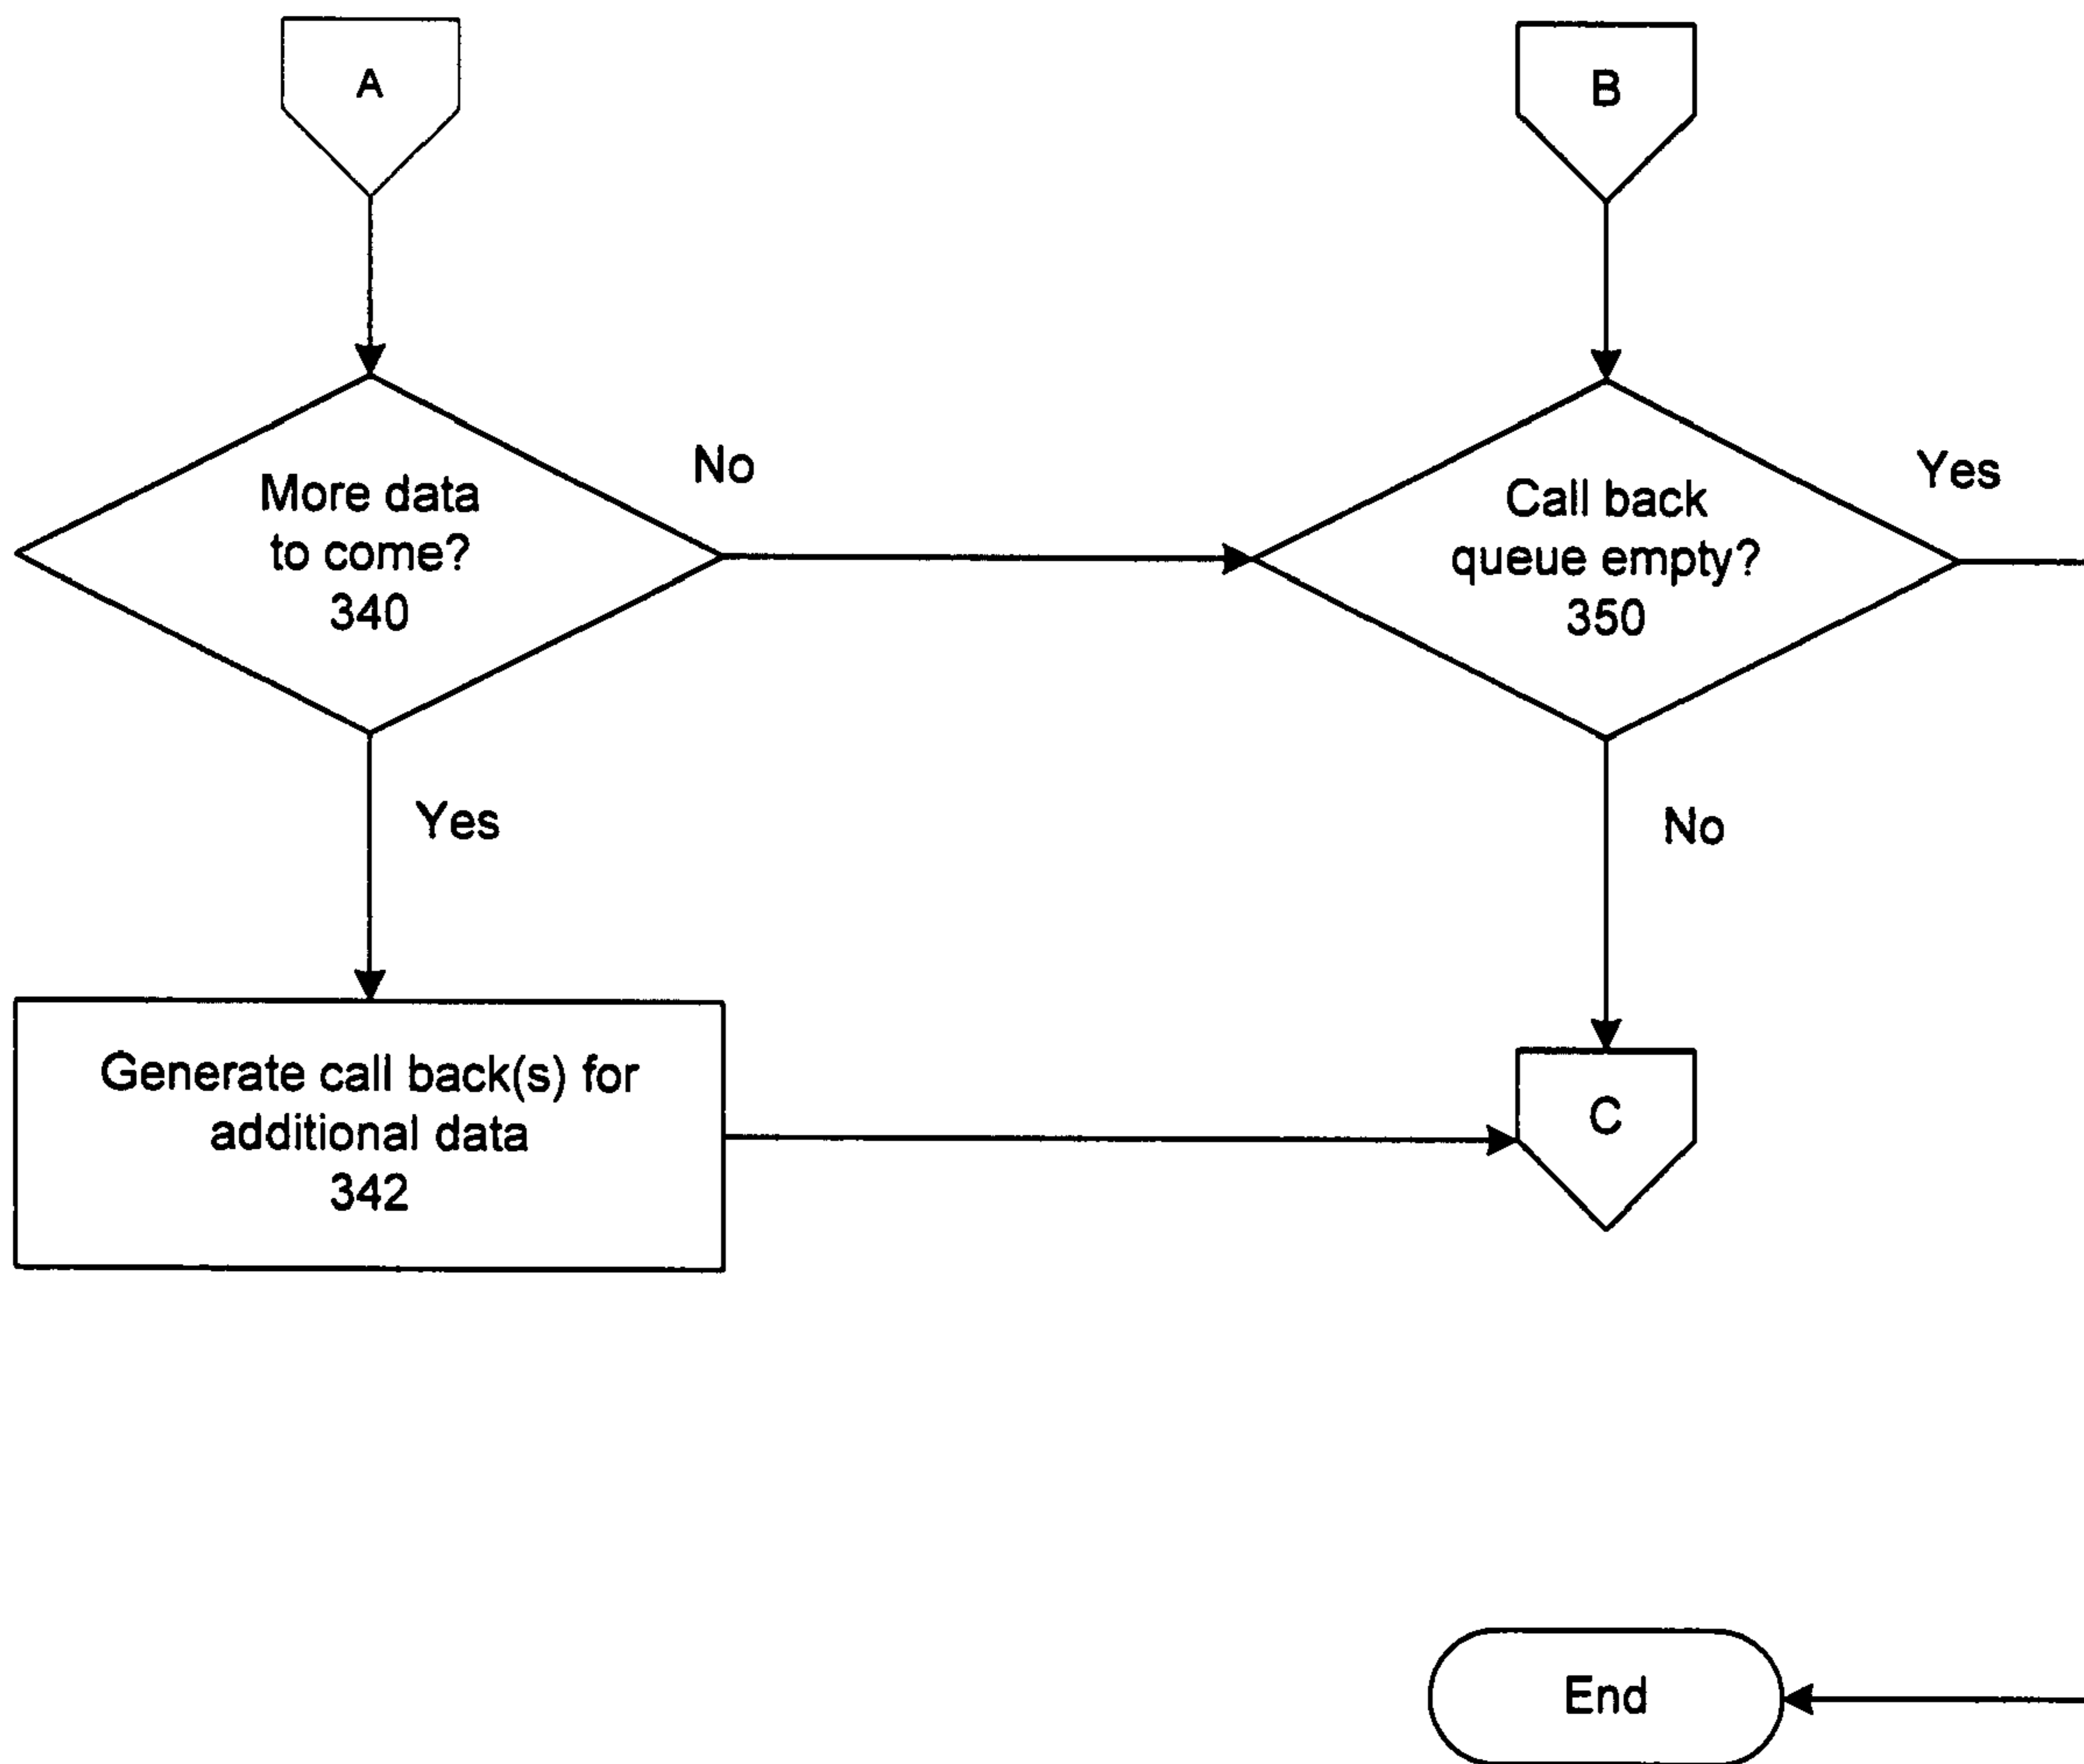 A
B
More data
to come?
340
No
Call back
queue empty?
350
Yes
Yes
No
Generate call back(s) for
additional data
342
C
End